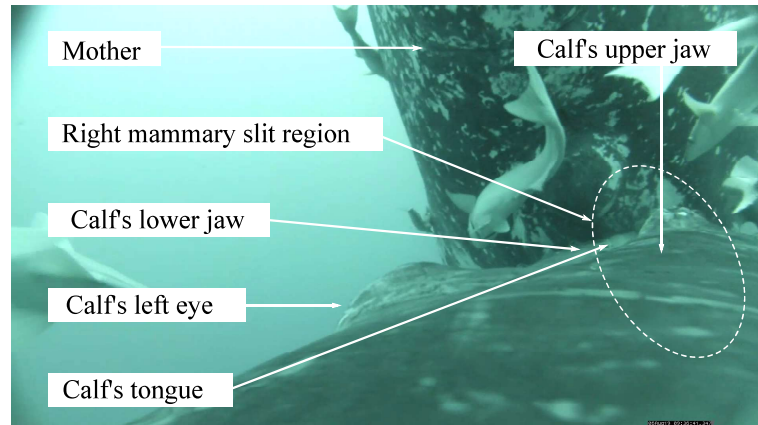 Mother
Calf's upper jaw
Right mammary slit region
Calf's lower jaw
Calf's left eye
Calf's tongue